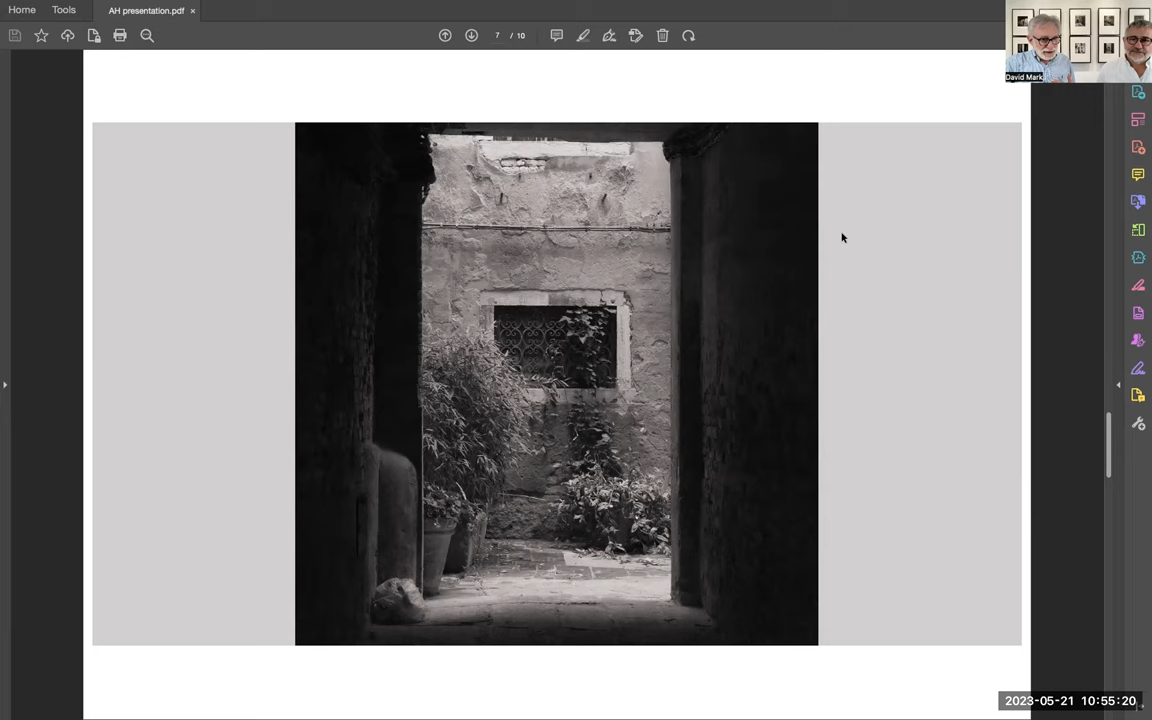 Home
Tools
AH presentation.pdf ×
7 / 10
David Mark
2023-05-21 10:55:20